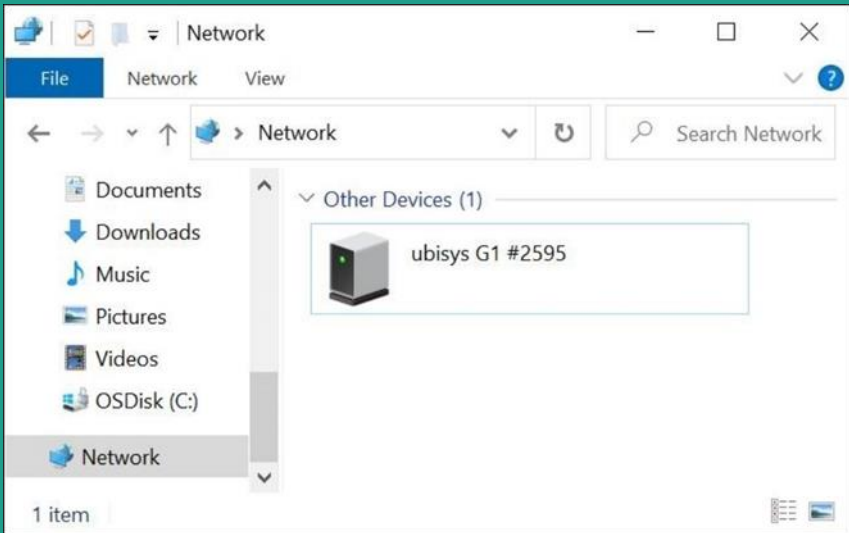 Network
File Network View
Network Search Network
Documents
Downloads
Music
Pictures
Videos
OSDisk (C:)
Network
Other Devices (1)
ubisys G1 #2595
1 item